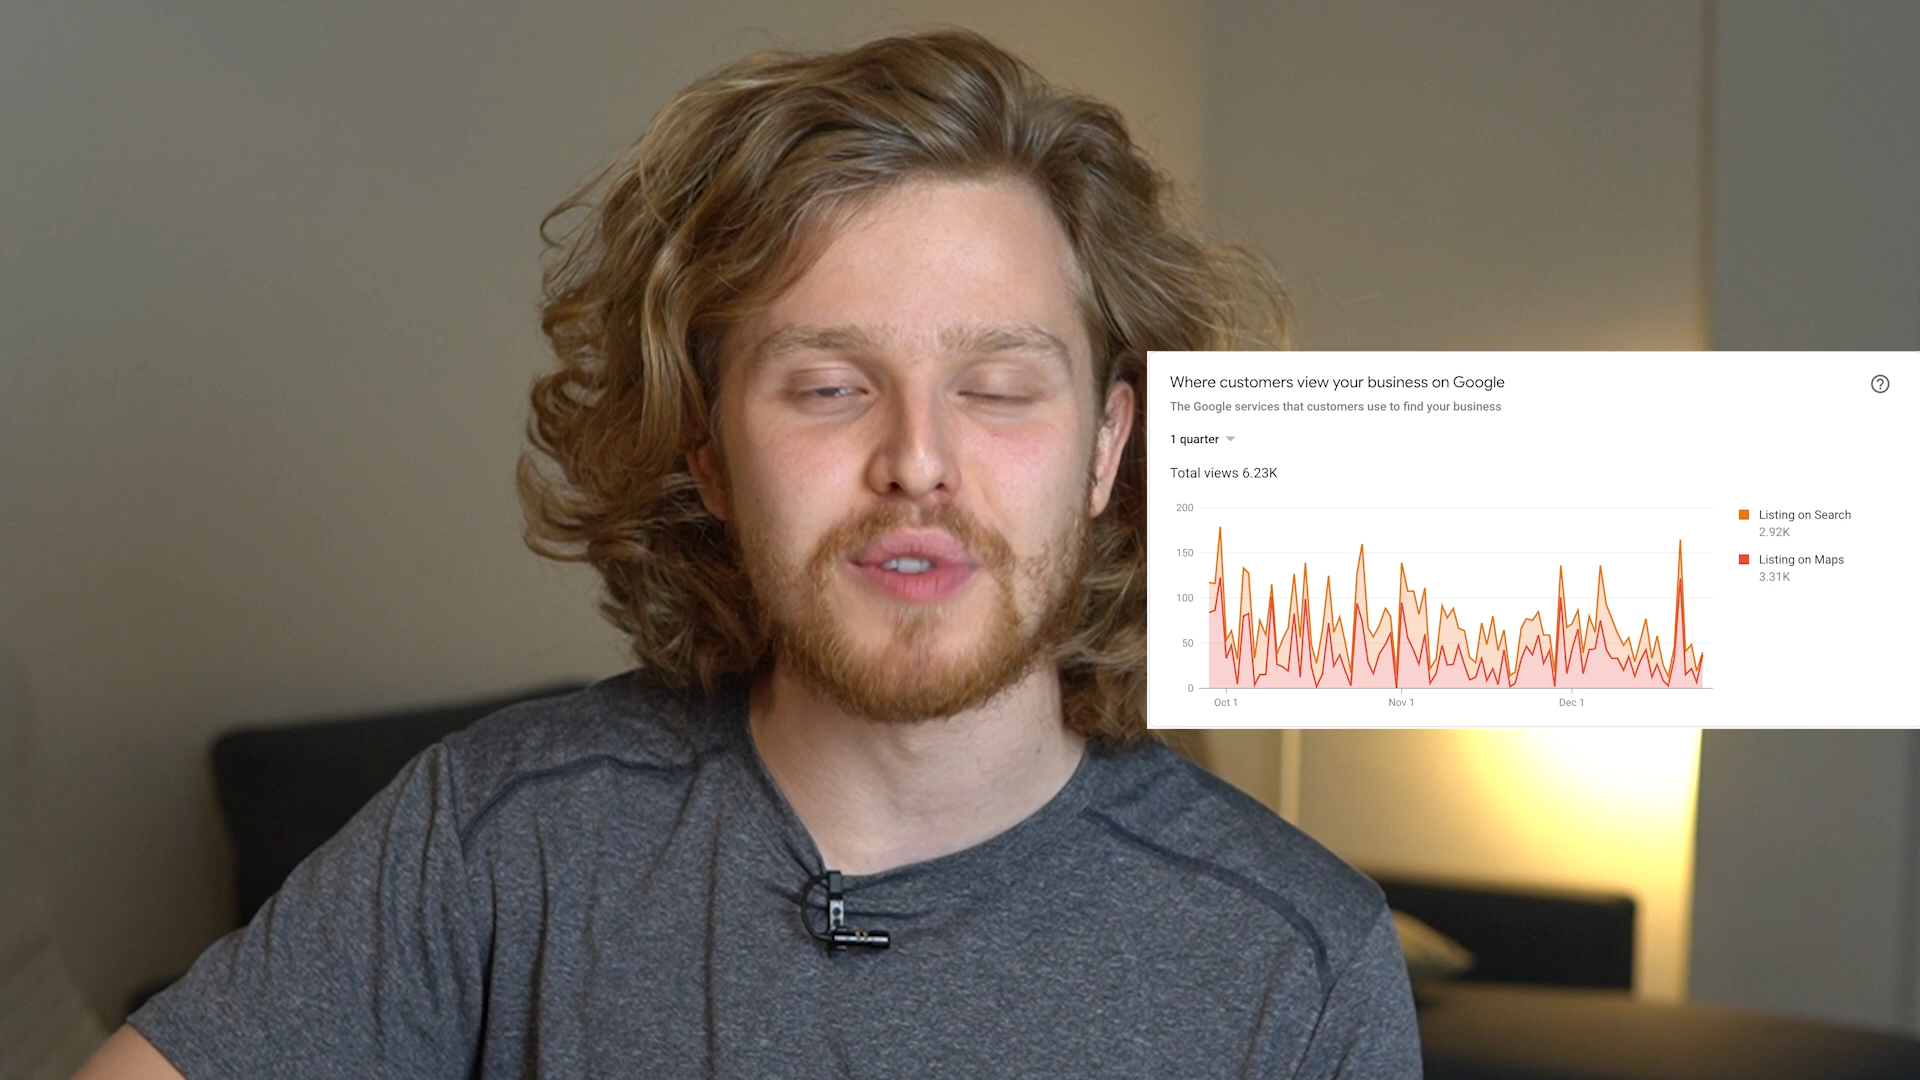 Where customers view your business on Google
The Google services that customers use to find your business
1 quarter
Total views 6.23K
200
150
100
50
0
Oct 1
Nov 1
Dec 1
Listing on Search
2.92K
Listing on Maps
3.31K